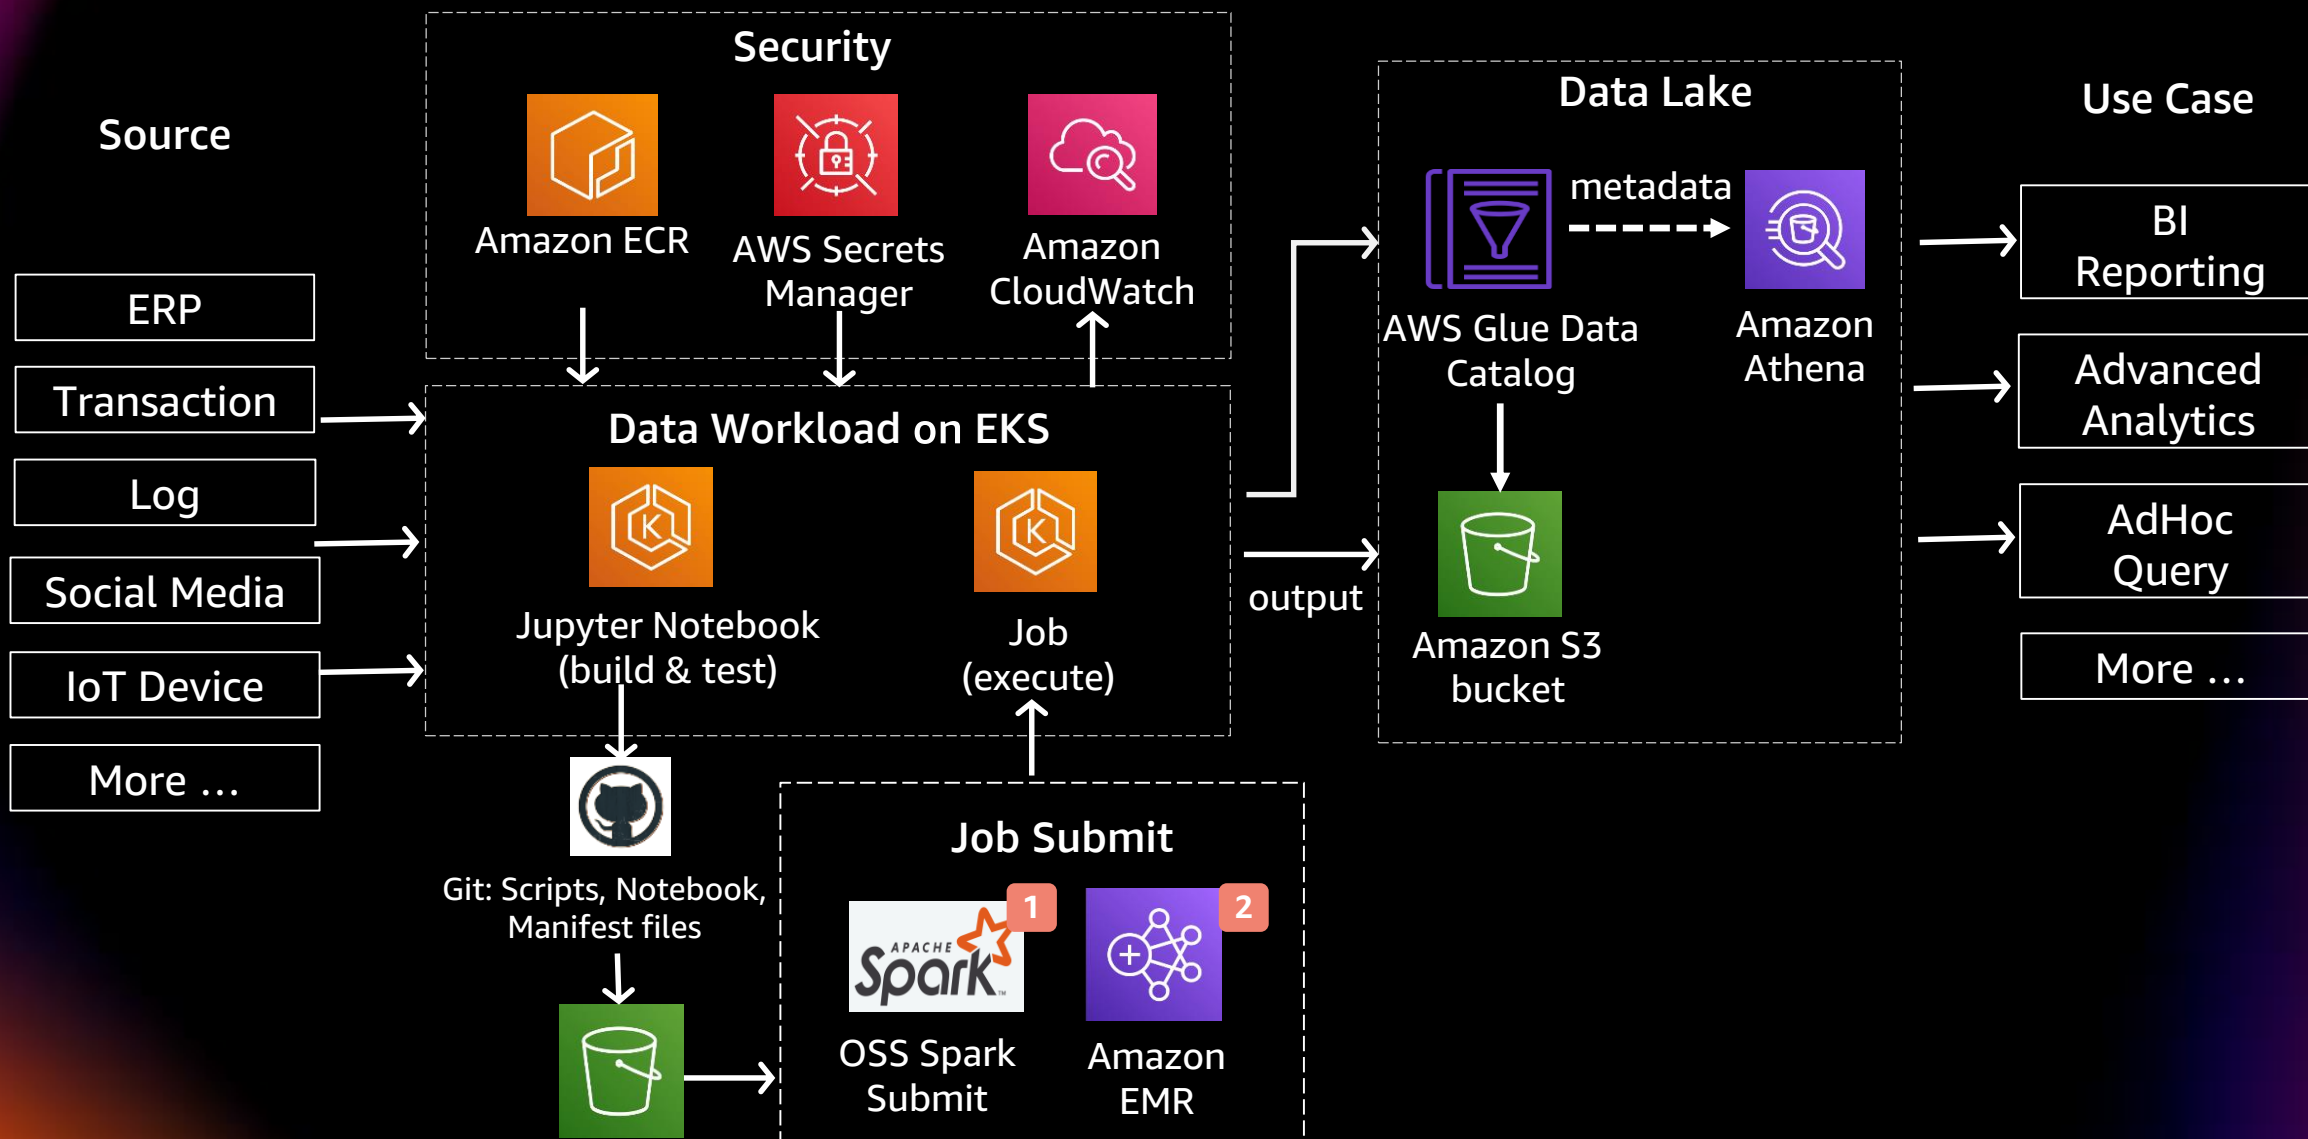 Source
ERP
Transaction
Log
Social Media
IoT Device
More ...
Security
Amazon ECR
AWS Secrets
Manager
Amazon
CloudWatch
Data Workload on EKS
K
Jupyter Notebook
(build & test)
K
Job
(execute)
Git: Scripts, Notebook,
Manifest files
Job Submit
1
APACHE
Spark™
OSS Spark
Submit
2
Amazon
EMR
output
Data Lake
metadata
AWS Glue Data
Catalog
Amazon
Athena
Amazon S3
bucket
Use Case
BI
Reporting
Advanced
Analytics
AdHoc
Query
More ...